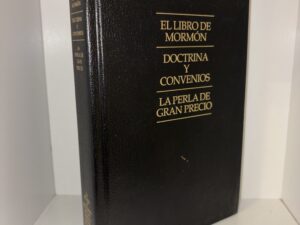 EL LIBRO DE
MORMÓN
DOCTRINA
Y
CONVENIOS
LA PERLA DE
GRAN PRECIO